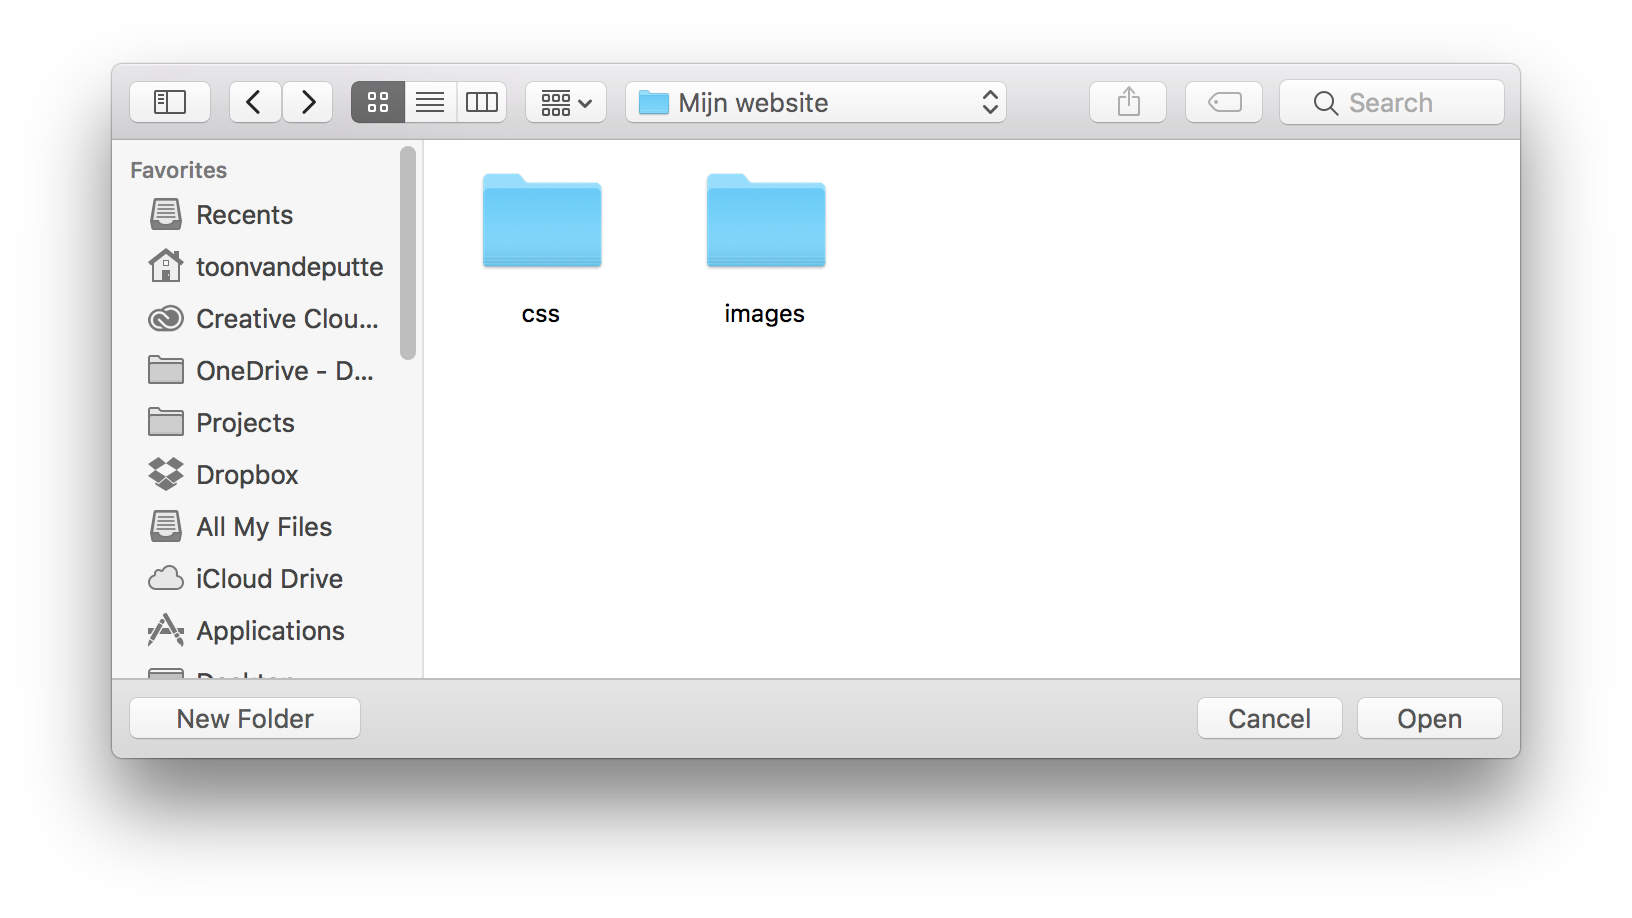 Mijn website
Search
Favorites
Recents
toonvandeputte
Creative Clou...
OneDrive - D...
Projects
Dropbox
All My Files
iCloud Drive
Applications
css
images
New Folder
Cancel
Open